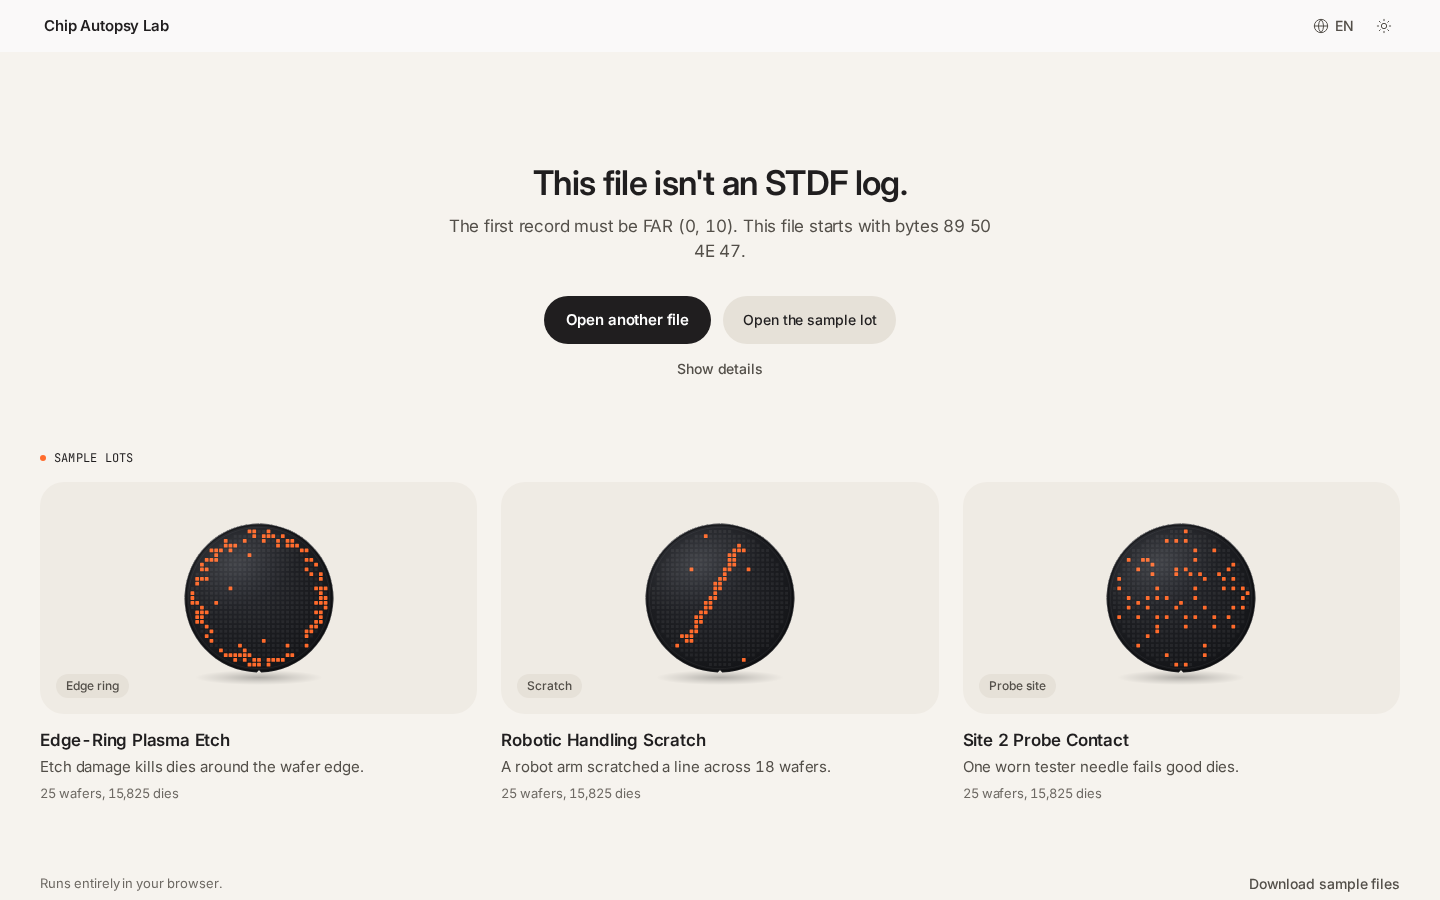 Chip Autopsy Lab
EN
This file isn't an STDF log.
The first record must be FAR (0, 10). This file starts with bytes 89 50
4E 47.
Open another file
Open the sample lot
Show details
SAMPLE LOTS
Edge ring
Scratch
Probe site
Edge-Ring Plasma Etch
Robotic Handling Scratch
Site 2 Probe Contact
Etch damage kills dies around the wafer edge.
A robot arm scratched a line across 18 wafers.
One worn tester needle fails good dies.
25 wafers, 15,825 dies
25 wafers, 15,825 dies
25 wafers, 15,825 dies
Runs entirely in your browser.
Download sample files